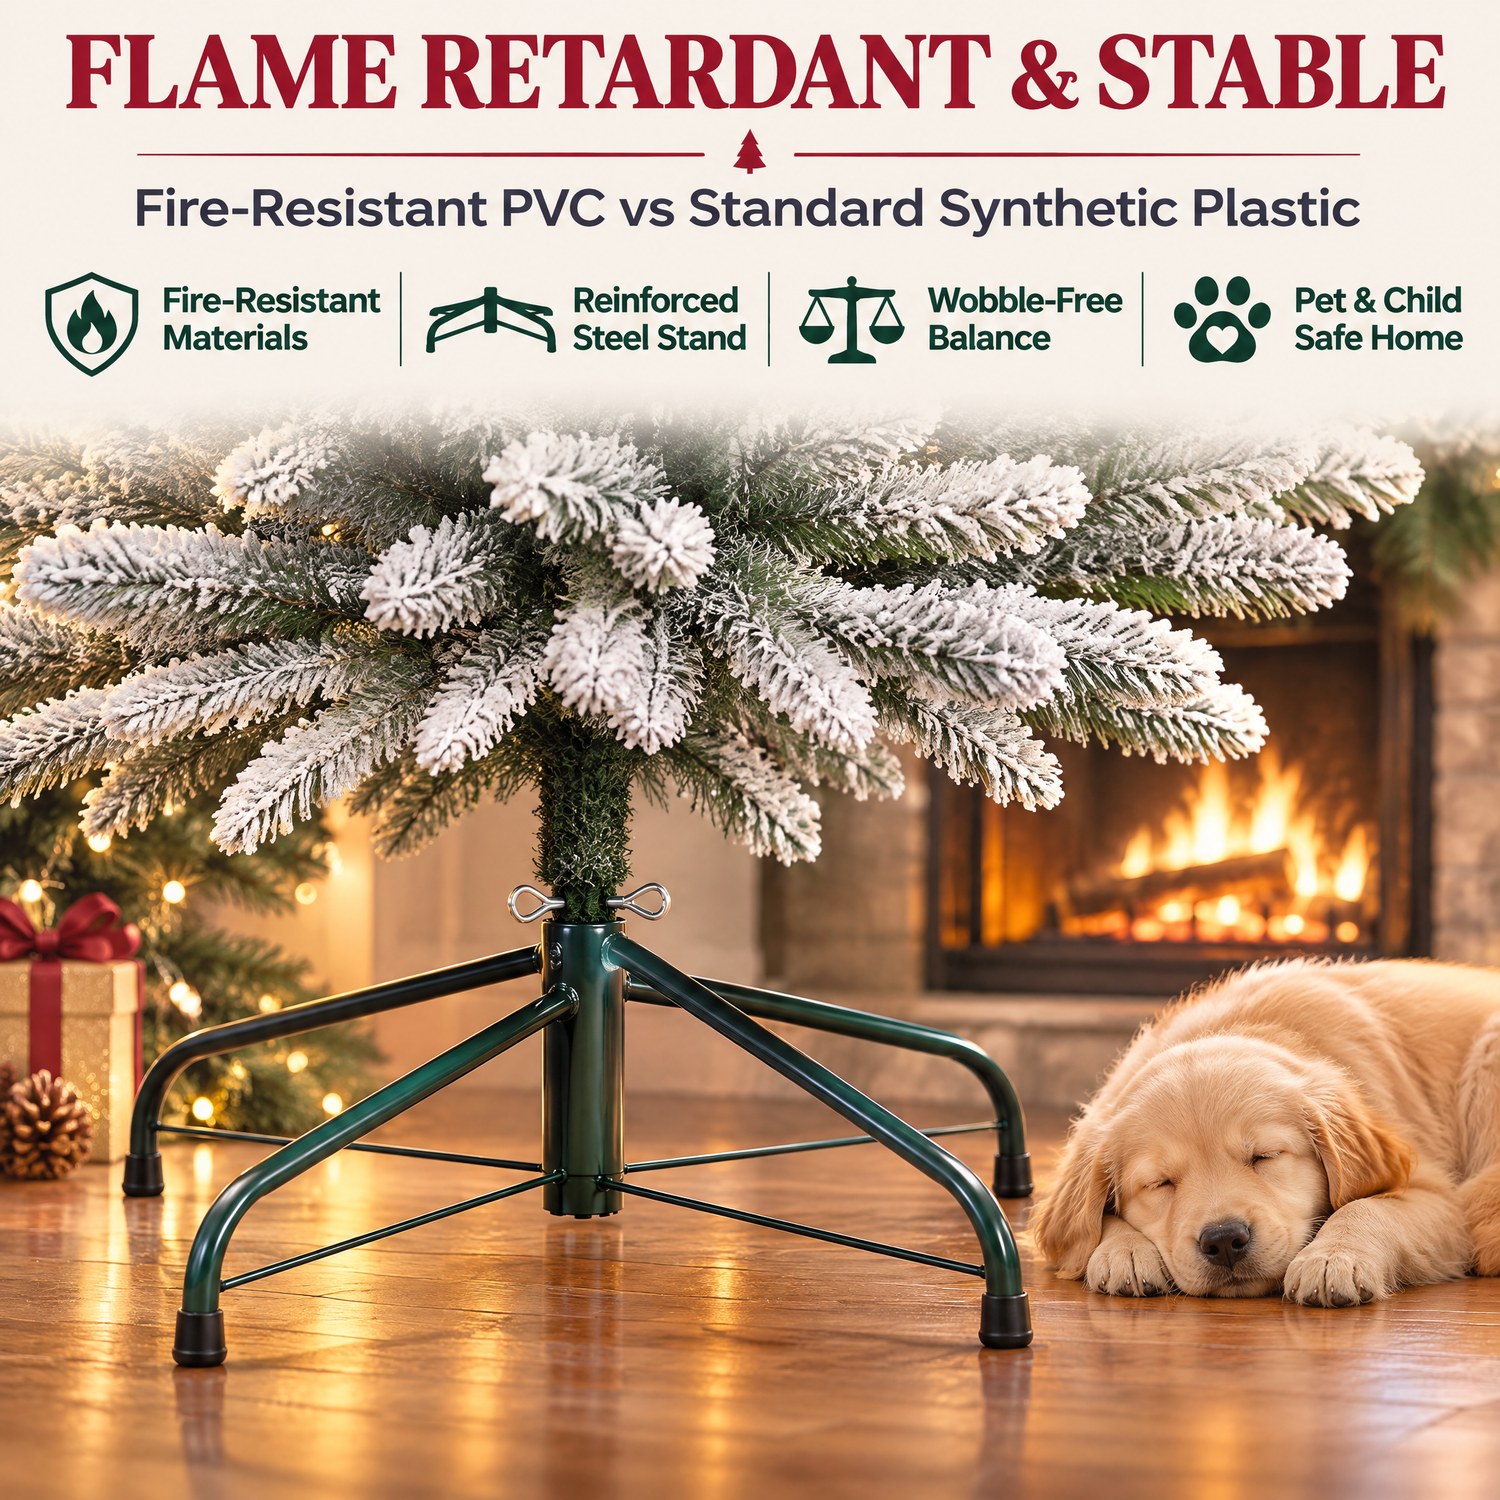 FLAME RETARDANT & STABLE
Fire-Resistant PVC vs Standard Synthetic Plastic
Fire-Resistant
Materials
Reinforced
Steel Stand
Wobble-Free
Balance
Pet & Child
Safe Home